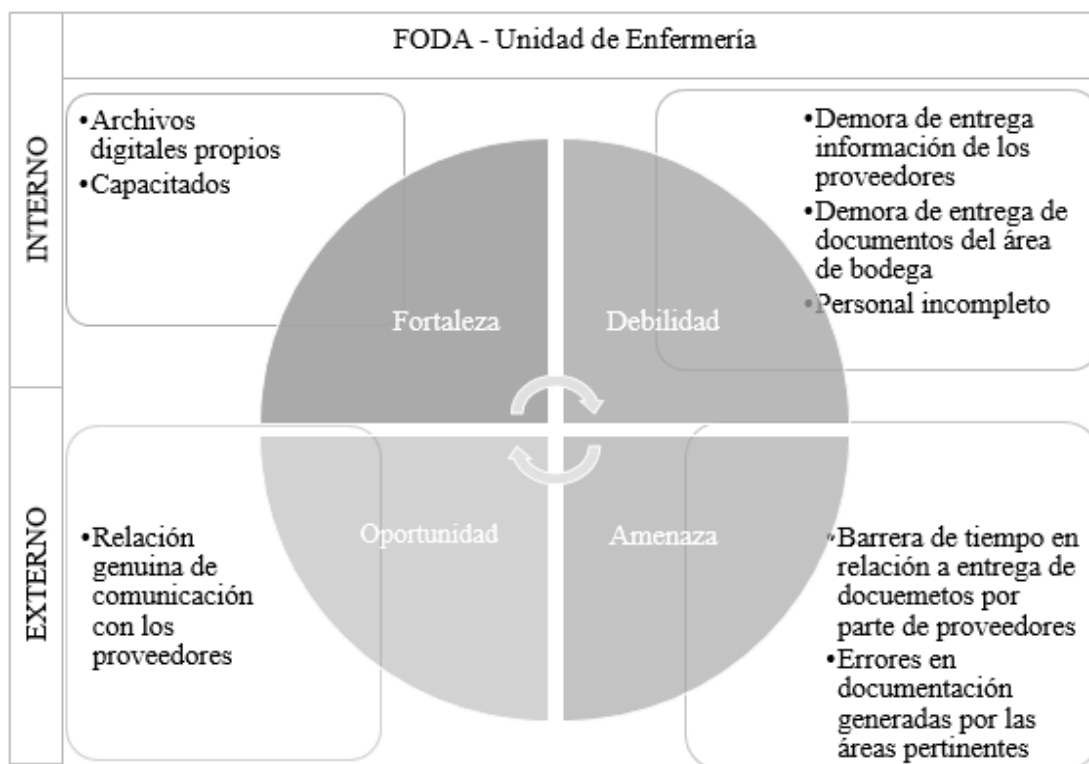 FODA - Unidad de Enfermería
INTERNO
•Archivos
digitales propios
•Capacitados
Fortaleza
Debilidad
•Demora de entrega
información de los
proveedores
•Demora de entrega de
documentos del área
de bodega
•Personal incompleto
EXTERNO
•Relación
genuina de
comunicación
con los
proveedores
Oportunidad
Amenaza
•Barrera de tiempo en
relación a entrega de
docuemetos por
parte de proveedores
•Errores en
documentación
generadas por las
áreas pertinentes